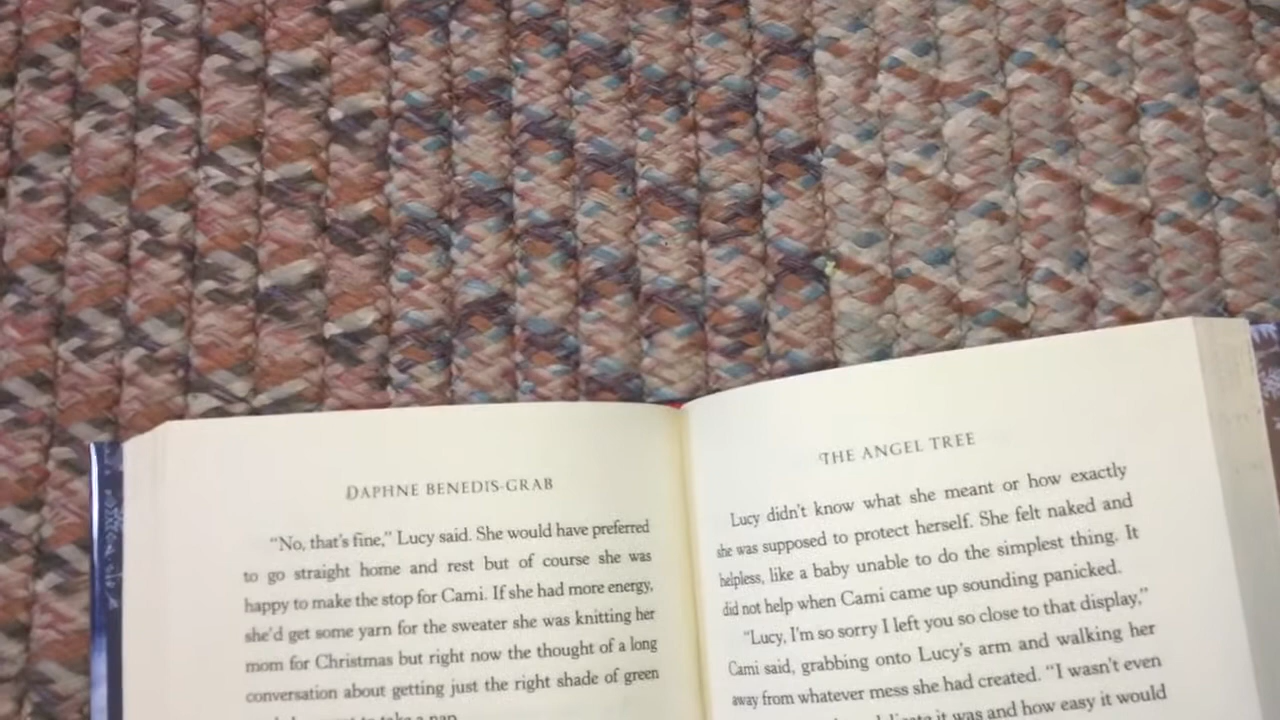 DAPHNE BENEDIS-GRAB
"No, that's fine," Lucy said. She would have preferred
to go straight home and rest but of course she was
happy to make the stop for Cami. If she had more energy,
she'd get some yarn for the sweater she was knitting her
mom for Christmas but right now the thought of a long
conversation about getting just the right shade of green
to take a nap
THE ANGEL TREE
Lucy didn't know what she meant or how exactly
she was supposed to protect herself. She felt naked and
helpless, like a baby unable to do the simplest thing. It
did not help when Cami came up sounding panicked.
"Lucy, I'm so sorry I left you so close to that display,"
Cami said, grabbing onto Lucy's arm and walking her
away from whatever mess she had created. "I wasn't even
it was and how easy it would